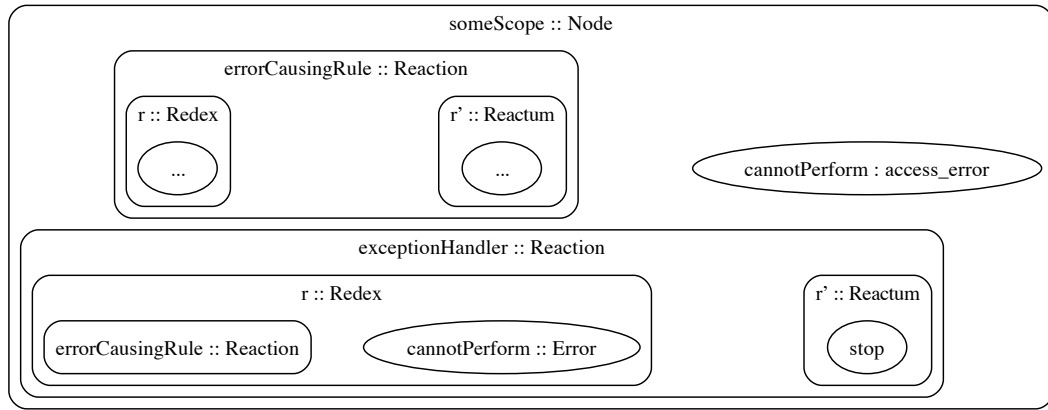 someScope :: Node
errorCausingRule :: Reaction
r :: Redex
r’ :: Reactum
...
...
cannotPerform : access_error
exceptionHandler :: Reaction
r :: Redex
r’ :: Reactum
errorCausingRule :: Reaction
cannotPerform :: Error
stop